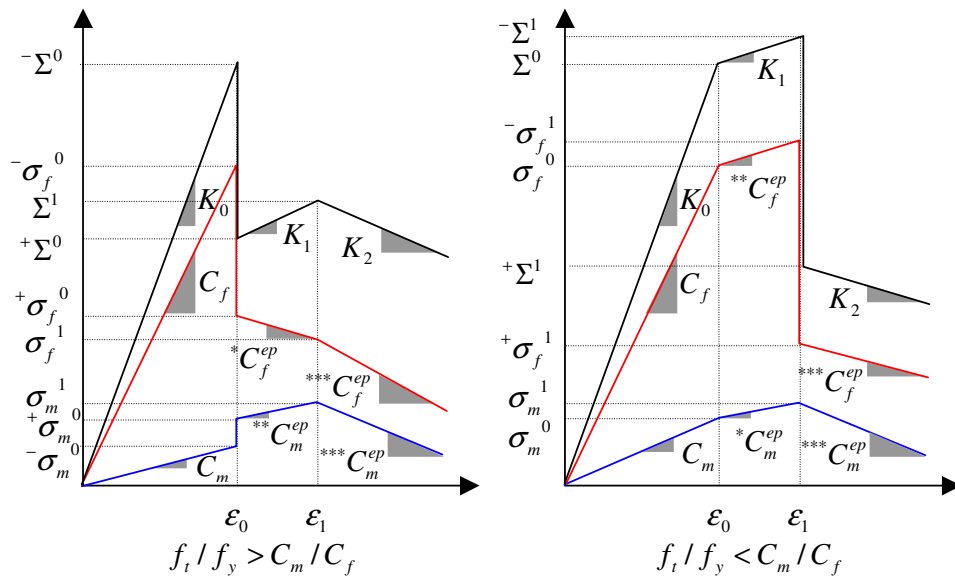 ⁻Σ⁰
⁻σ_f⁰
Σ¹
⁺Σ⁰
⁺σ_f⁰
σ_f¹
σ_m¹
⁺σ_m⁰
⁻σ_m⁰
K₀
C_f
K₁
K₂
*C_f^{ep}
***C_f^{ep}
**C_m^{ep}
***C_m^{ep}
C_m
ε₀ ε₁
f_t / f_y > C_m / C_f
⁻Σ¹
Σ⁰
⁻σ_f¹
σ_f⁰
⁺Σ¹
⁺σ_f¹
σ_m¹
σ_m⁰
K₁
**C_f^{ep}
K₀
C_f
K₂
***C_f^{ep}
C_m
*C_m^{ep}
***C_m^{ep}
ε₀ ε₁
f_t / f_y < C_m / C_f